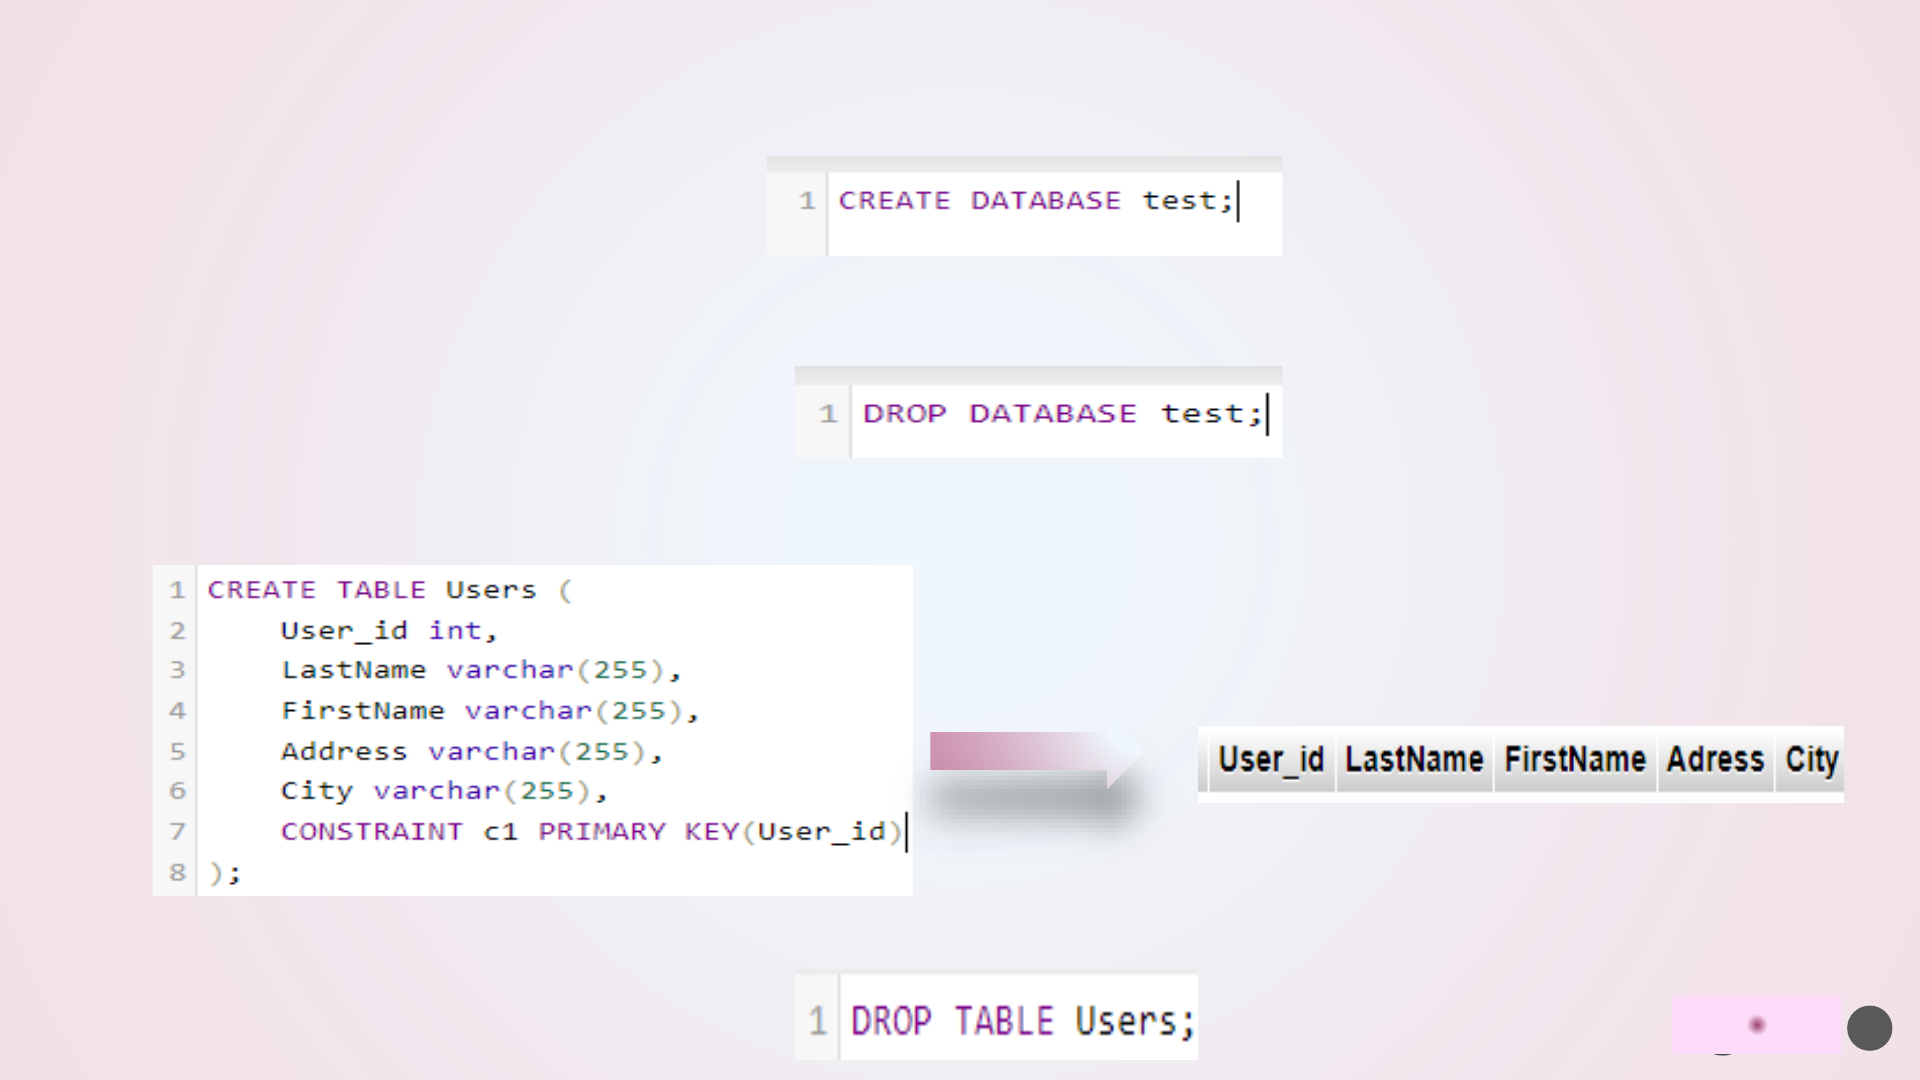 1 CREATE DATABASE test;
1 DROP DATABASE test;
1 CREATE TABLE Users (
2 User_id int,
3 LastName varchar(255),
4 FirstName varchar(255),
5 Address varchar(255),
6 City varchar(255),
7 CONSTRAINT c1 PRIMARY KEY(User_id)
8 );
User_id LastName FirstName Adress City
1 DROP TABLE Users;